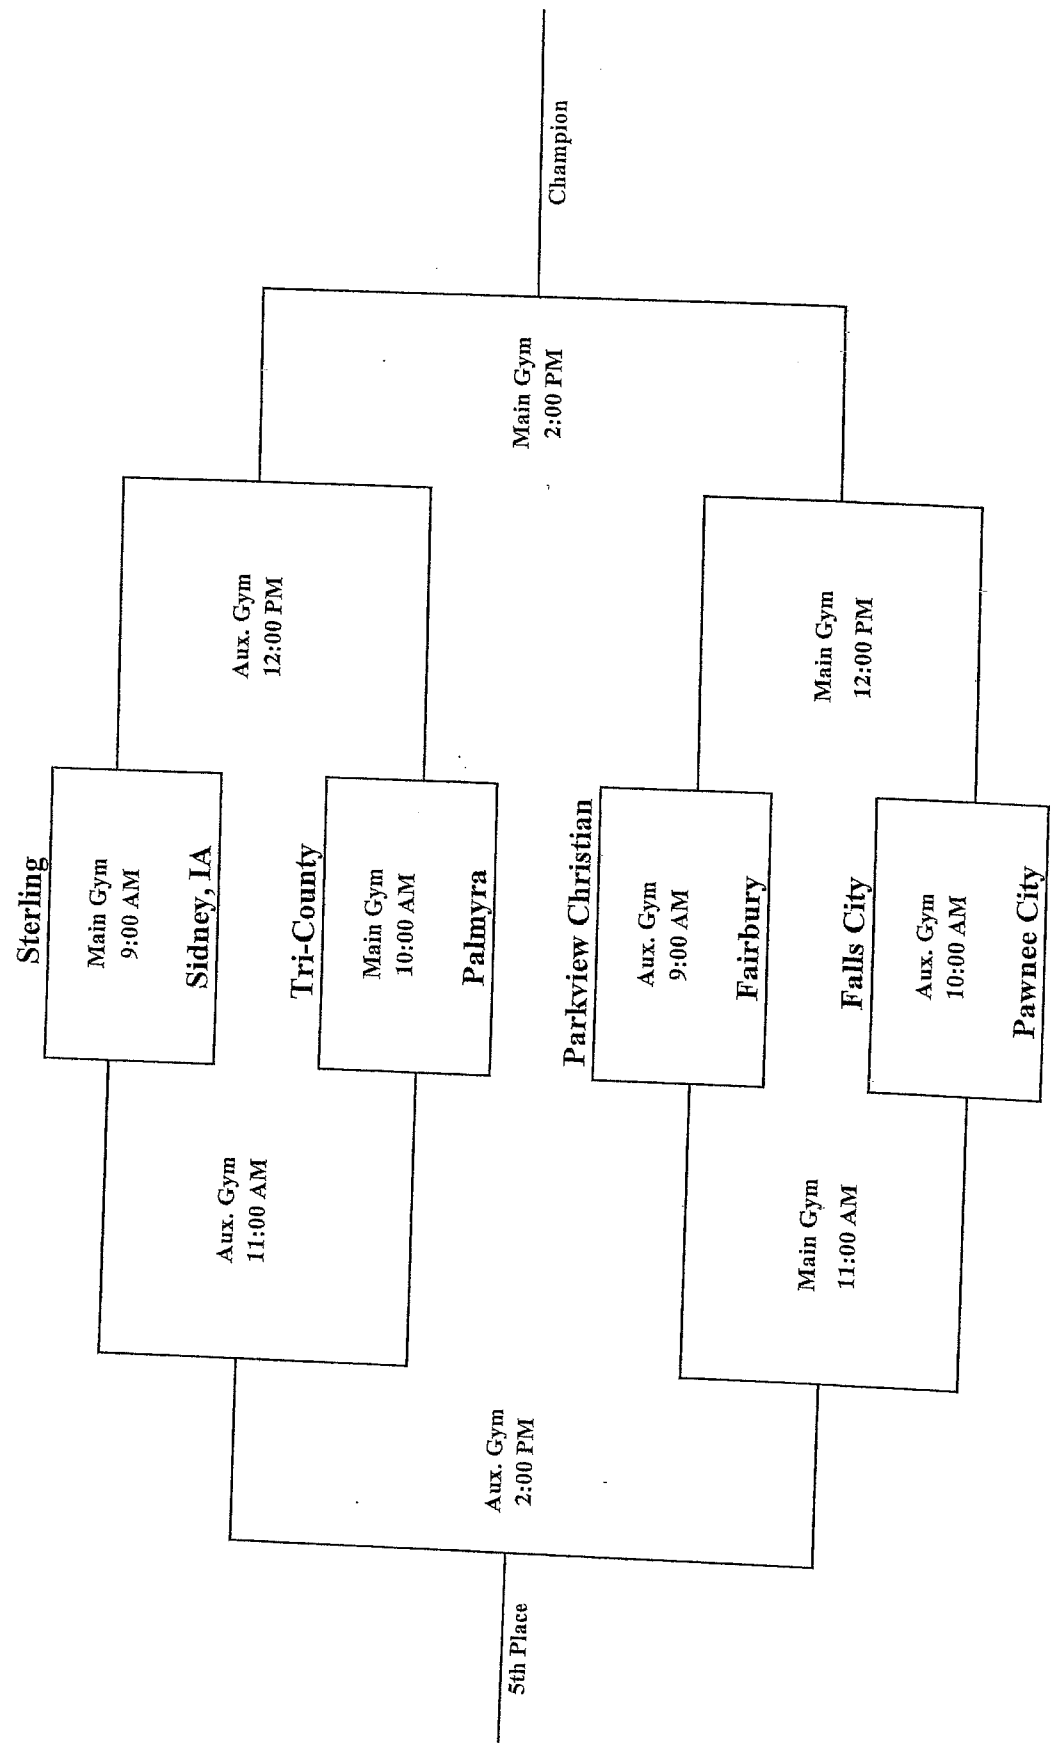 Sterling
Main Gym
9:00 AM
Sidney, IA
Tri-County
Main Gym
10:00 AM
Palmyra
Parkview Christian
Aux. Gym
9:00 AM
Fairbury
Falls City
Aux. Gym
10:00 AM
Pawnee City
Aux. Gym
11:00 AM
Main Gym
11:00 AM
Aux. Gym
2:00 PM
5th Place
Aux. Gym
12:00 PM
Main Gym
12:00 PM
Main Gym
2:00 PM
Champion